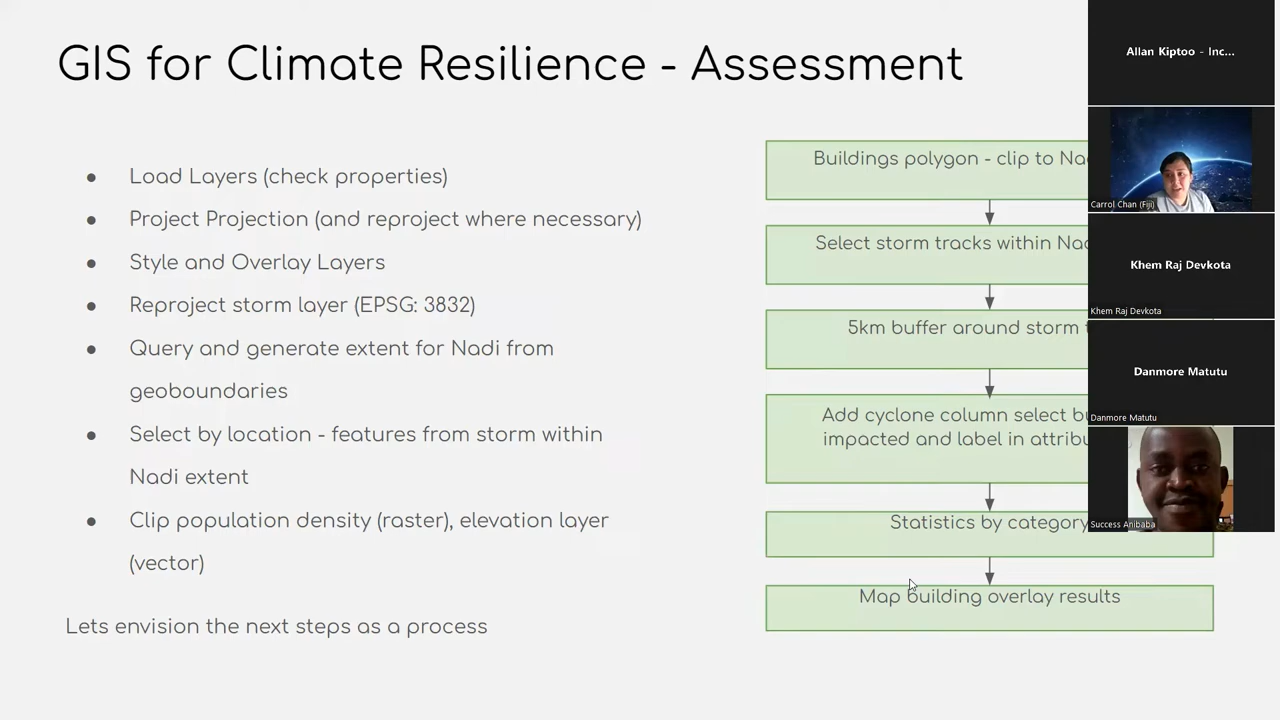 GIS for Climate Resilience - Assessment
● Load Layers (check properties)
● Project Projection (and reproject where necessary)
● Style and Overlay Layers
● Reproject storm layer (EPSG: 3832)
● Query and generate extent for Nadi from
geoboundaries
● Select by location - features from storm within
Nadi extent
● Clip population density (raster), elevation layer
(vector)
Lets envision the next steps as a process
Buildings polygon - clip to
Select storm tracks within
5km buffer around storm
Add cyclone column select
impacted and label in
Statistics by category
Map building overlay results
Allan Kiptoo - Inc...
Carrol Chan (Fiji)
Khem Raj Devkota
Khem Raj Devkota
Danmore Matutu
Danmore Matutu
Success Anibaba